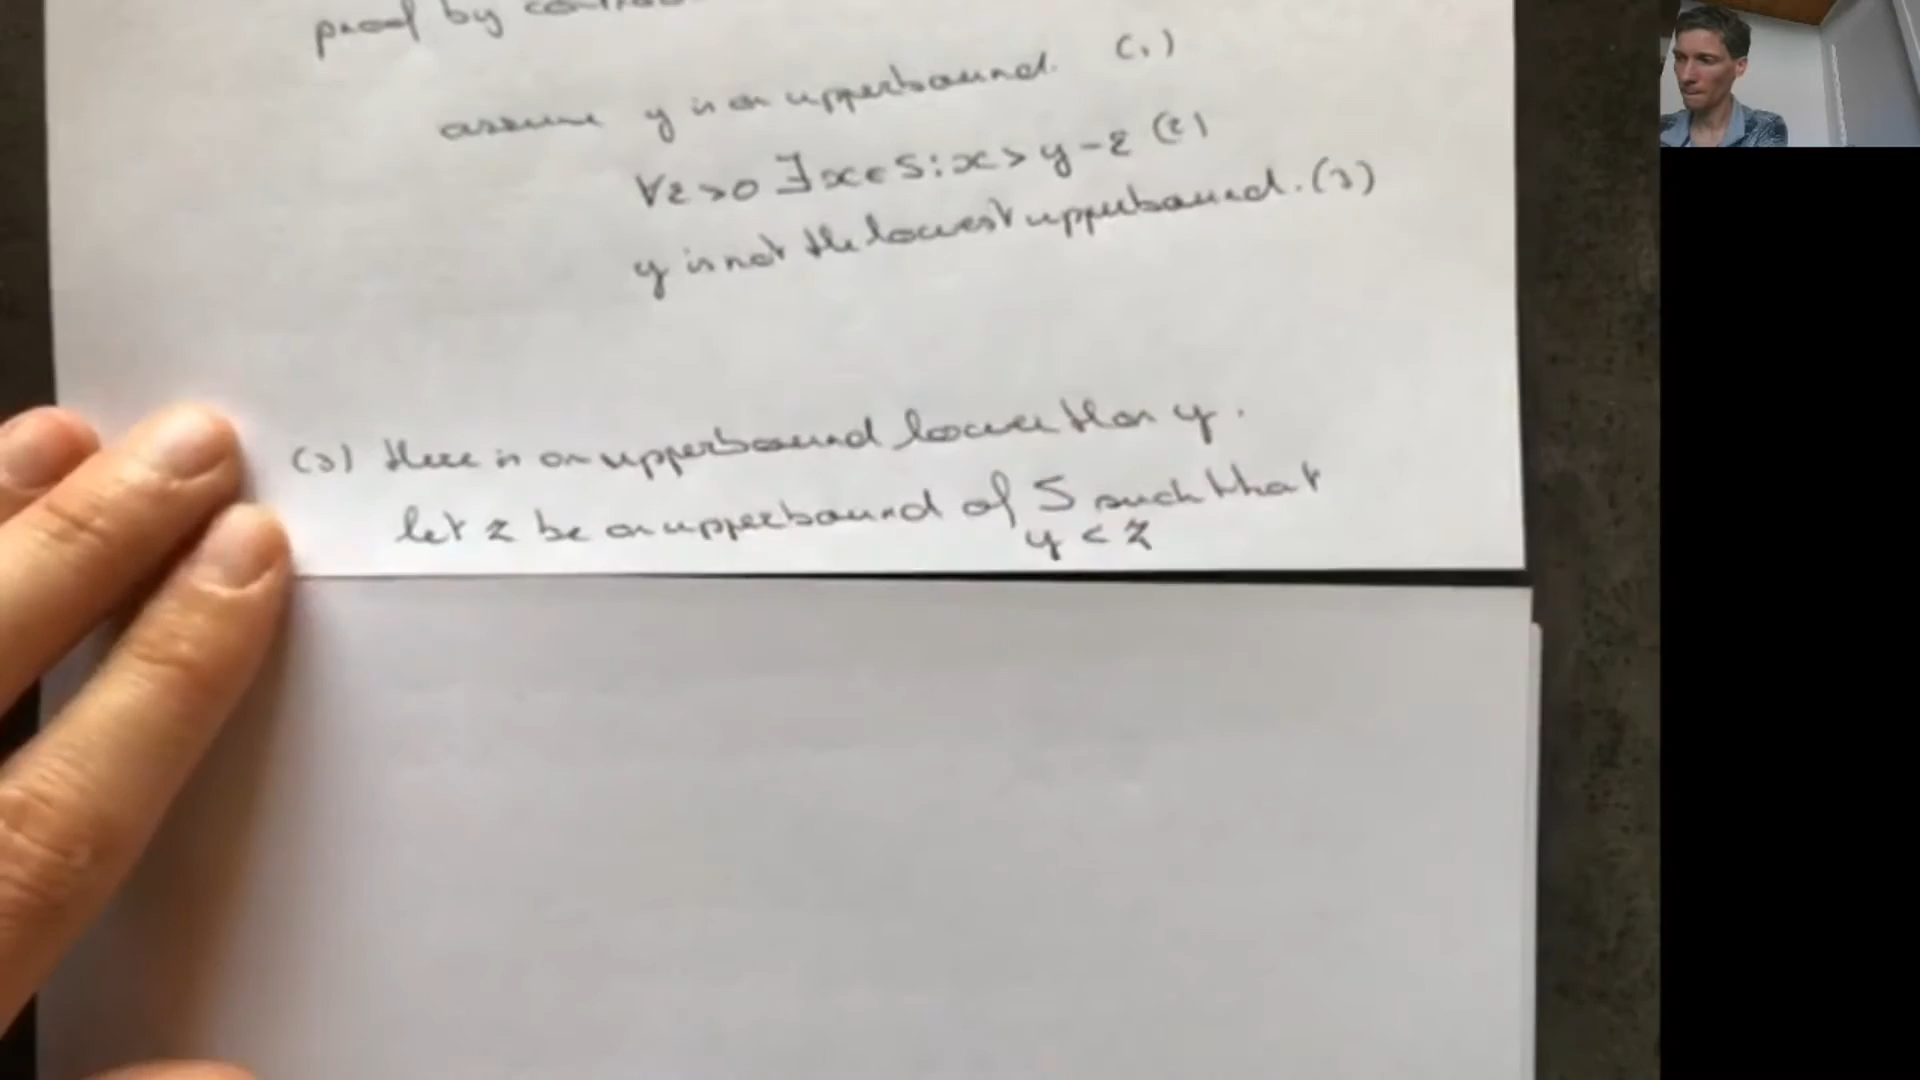 proof by
assume y is an upperbound. (1)
∀ε>0 ∃x∈S: x > y-ε (2)
y is not the lowest upperbound. (3)
(3) there is an upperbound lower than y.
let z be an upperbound of S such that
y < z